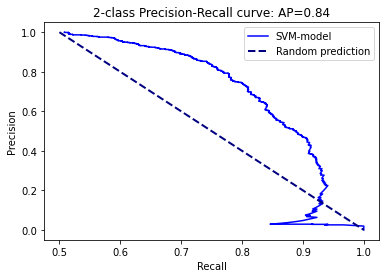 2-class Precision-Recall curve: AP=0.84
SVM-model
Random prediction
Precision
1.0
0.8
0.6
0.4
0.2
0.0
0.5
0.6
0.7
0.8
0.9
1.0
Recall